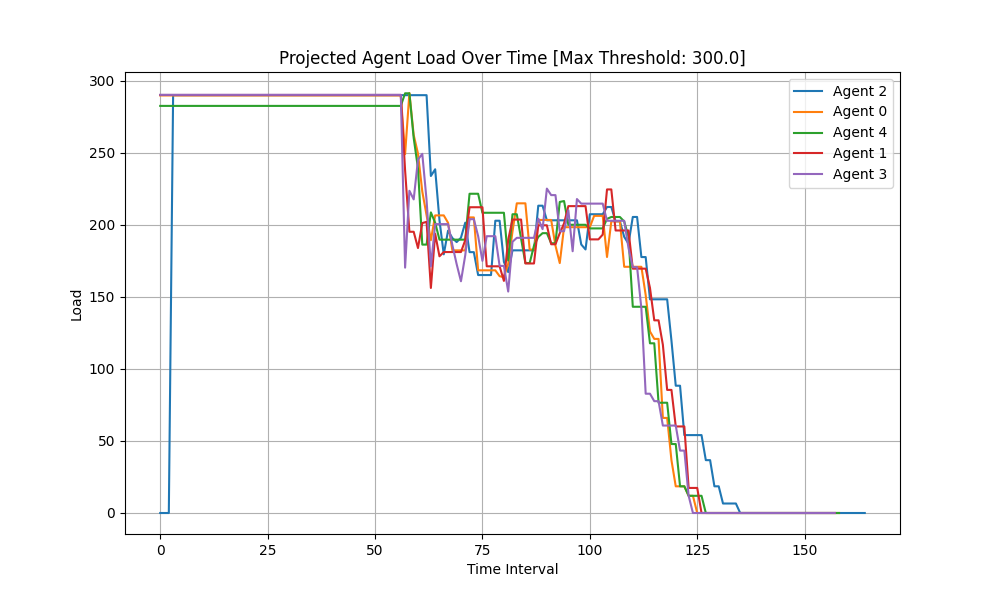 Projected Agent Load Over Time [Max Threshold: 300.0]
Load
300
250
200
150
100
50
0
0 25 50 75 100 125 150
Time Interval
Agent 2
Agent 0
Agent 4
Agent 1
Agent 3